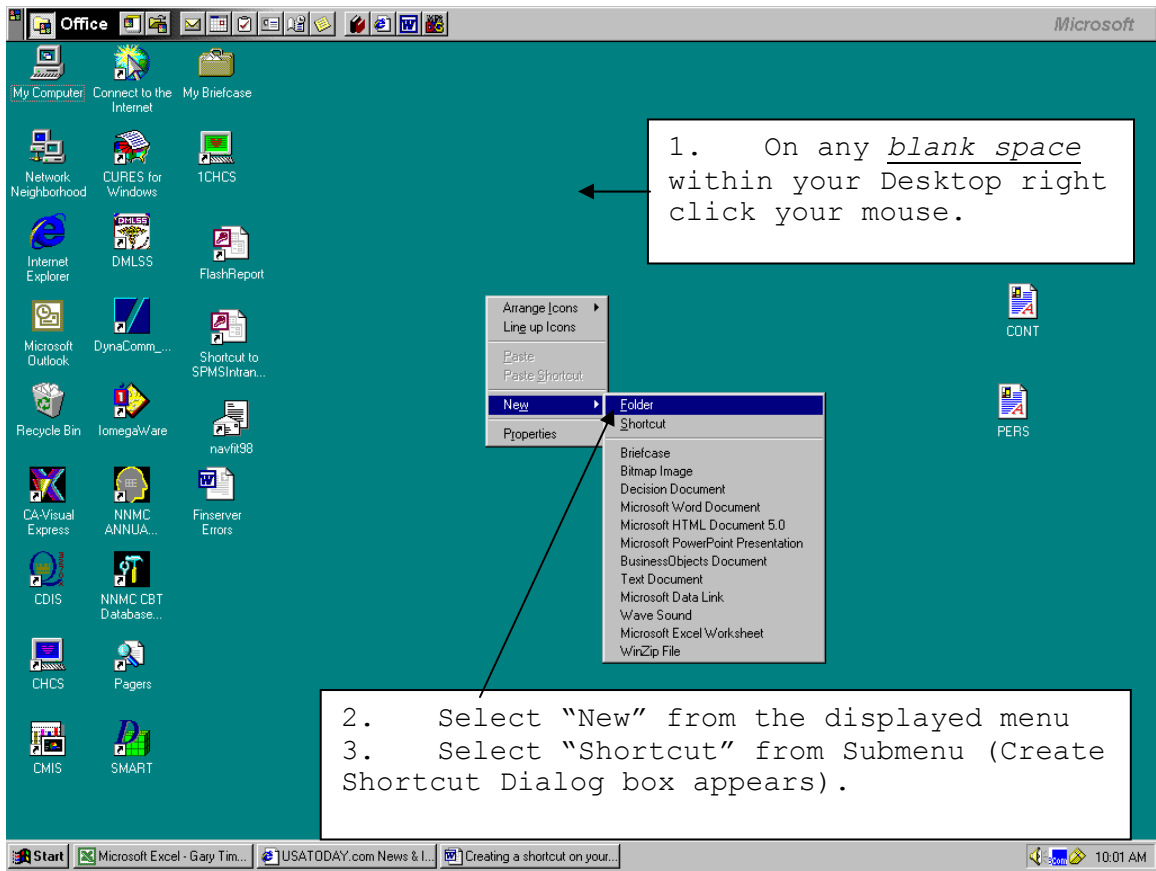 Office
Microsoft
My Computer
Connect to the
Internet
My Briefcase
Network
Neighborhood
CURES for
Windows
1CHCS
Internet
Explorer
DMLSS
DMLSS
FlashReport
Microsoft
Outlook
DynaComm_...
Shortcut to
SPMSIntran...
Recycle Bin
IomegaWare
navfit98
CA-Visual
Express
NNMC
ANNUA...
Finserver
Errors
CDIS
NNMC CBT
Database...
CHCS
Pagers
CMIS
SMART
1. On any blank space
within your Desktop right
click your mouse.
CONT
PERS
Arrange Icons
Line up Icons
Paste
Paste Shortcut
New
Properties
Folder
Shortcut
Briefcase
Bitmap Image
Decision Document
Microsoft Word Document
Microsoft HTML Document 5.0
Microsoft PowerPoint Presentation
BusinessObjects Document
Text Document
Microsoft Data Link
Wave Sound
Microsoft Excel Worksheet
WinZip File
2. Select “New” from the displayed menu
3. Select “Shortcut” from Submenu (Create
Shortcut Dialog box appears).
Start
Microsoft Excel - Gary Tim...
USATODAY.com News & I...
Creating a shortcut on your...
Com
10:01 AM